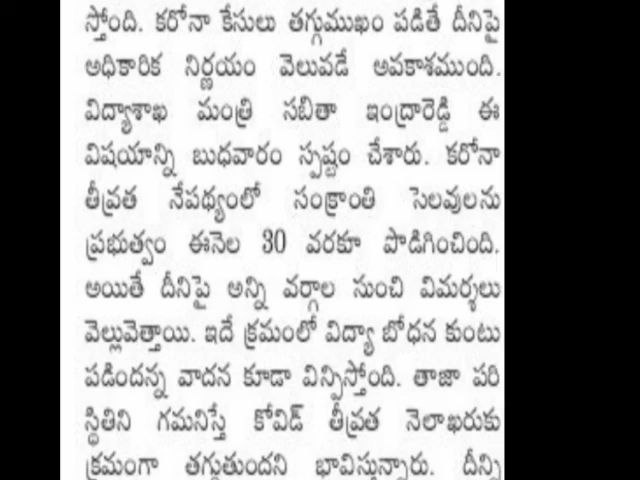 స్తోంది. కరోనా కేసులు తగ్గుముఖం పడితే దీనిపై
అధికారిక నిర్ణయం వెలువడే అవకాశముంది.
విద్యాశాఖ మంత్రి సబితా ఇంద్రారెడ్డి ఈ
విషయాన్ని బుధవారం స్పష్టం చేశారు. కరోనా
తీవ్రత నేపథ్యంలో సంక్రాంతి సెలవులను
ప్రభుత్వం ఈనెల 30 వరకూ పొడిగించింది.
అయితే దీనిపై అన్ని వర్గాల నుంచి విమర్శలు
వెల్లువెత్తాయి. ఇదే క్రమంలో విద్యా బోధన కుంటు
పడిందన్న వాదన కూడా విన్పిస్తోంది. తాజా పరి
స్థితిని గమనిస్తే కోవిడ్ తీవ్రత నెలాఖరుకు
క్రమంగా తగ్గుతుందని భావిస్తున్నారు. దీన్ని